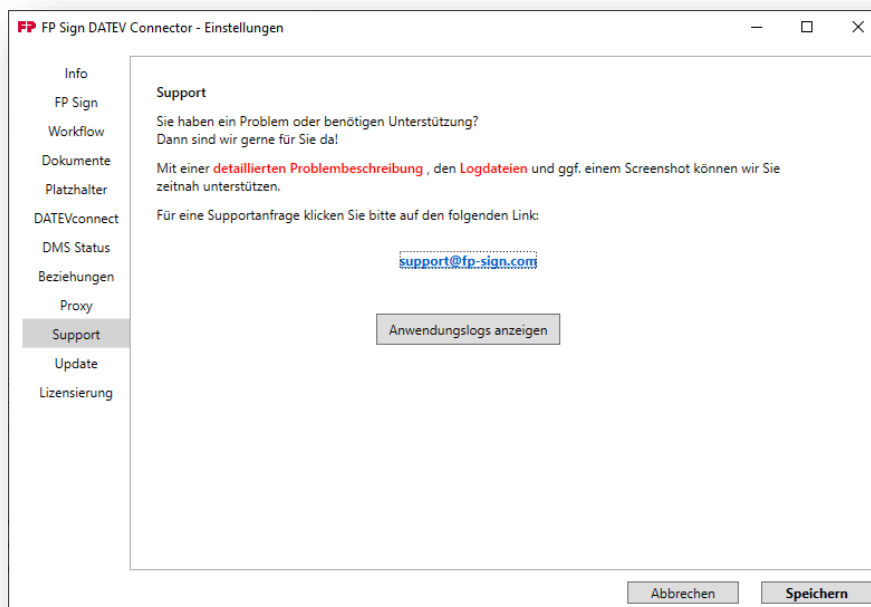 FP FP Sign DATEV Connector - Einstellungen
Info
FP Sign
Workflow
Dokumente
Platzhalter
DATEVconnect
DMS Status
Beziehungen
Proxy
Support
Update
Lizensierung
Support
Sie haben ein Problem oder benötigen Unterstützung?
Dann sind wir gerne für Sie da!
Mit einer detaillierten Problembeschreibung , den Logdateien und ggf. einem Screenshot können wir Sie
zeitnah unterstützen.
Für eine Supportanfrage klicken Sie bitte auf den folgenden Link:
support@fp-sign.com
Anwendungslogs anzeigen
Abbrechen
Speichern